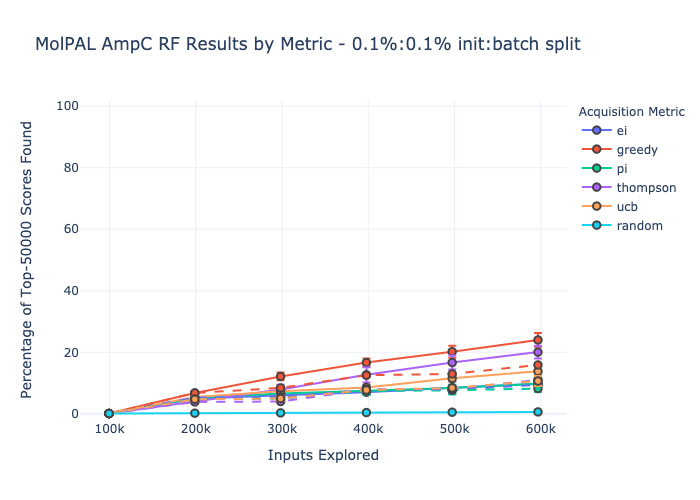 MolPAL AmpC RF Results by Metric - 0.1%:0.1% init:batch split
Percentage of Top-50000 Scores Found
100
80
60
40
20
0
100k
200k
300k
400k
500k
600k
Inputs Explored
Acquisition Metric
ei
greedy
pi
thompson
ucb
random